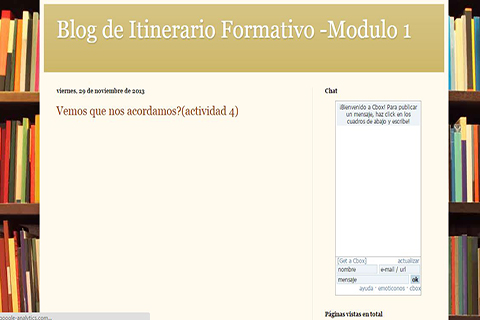 Blog de Itinerario Formativo -Modulo 1
viernes, 29 de noviembre de 2013
Vemos que nos acordamos?(actividad 4)
Chat
¡Bienvenido a Cbox! Para publicar
un mensaje, haz click en los
cuadros de abajo y escribe!
[Get a Cbox] actualizar
nombre e-mail / url
mensaje ok
ayuda · emoticonos · cbox
Páginas vistas en total
google-analytics.com...